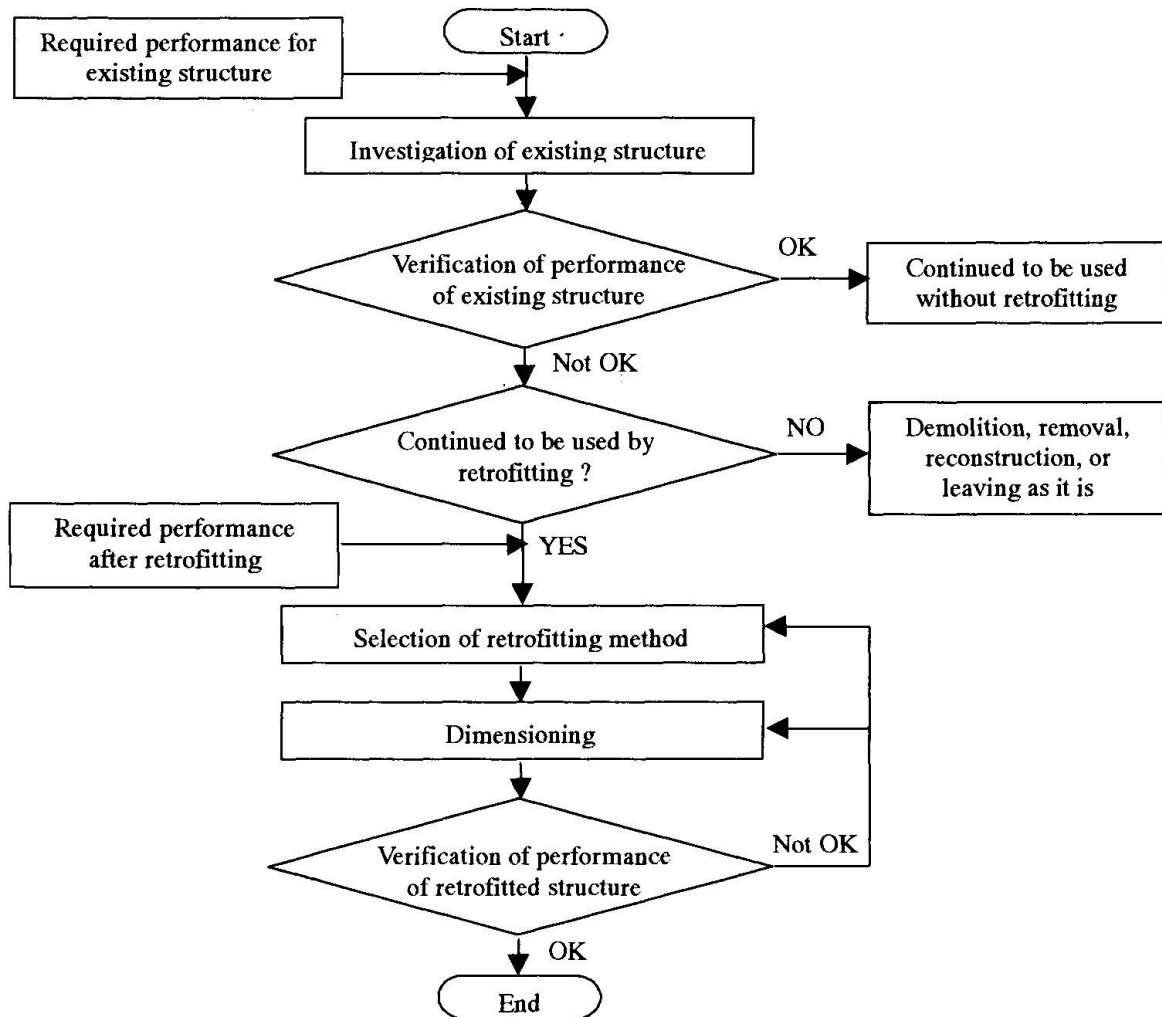 Required performance for
existing structure
Start
Investigation of existing structure
Verification of performance
of existing structure
OK
Continued to be used
without retrofitting
Not OK
Continued to be used by
retrofitting ?
NO
Demolition, removal,
reconstruction, or
leaving as it is
Required performance
after retrofitting
YES
Selection of retrofitting method
Dimensioning
Verification of performance
of retrofitted structure
Not OK
OK
End